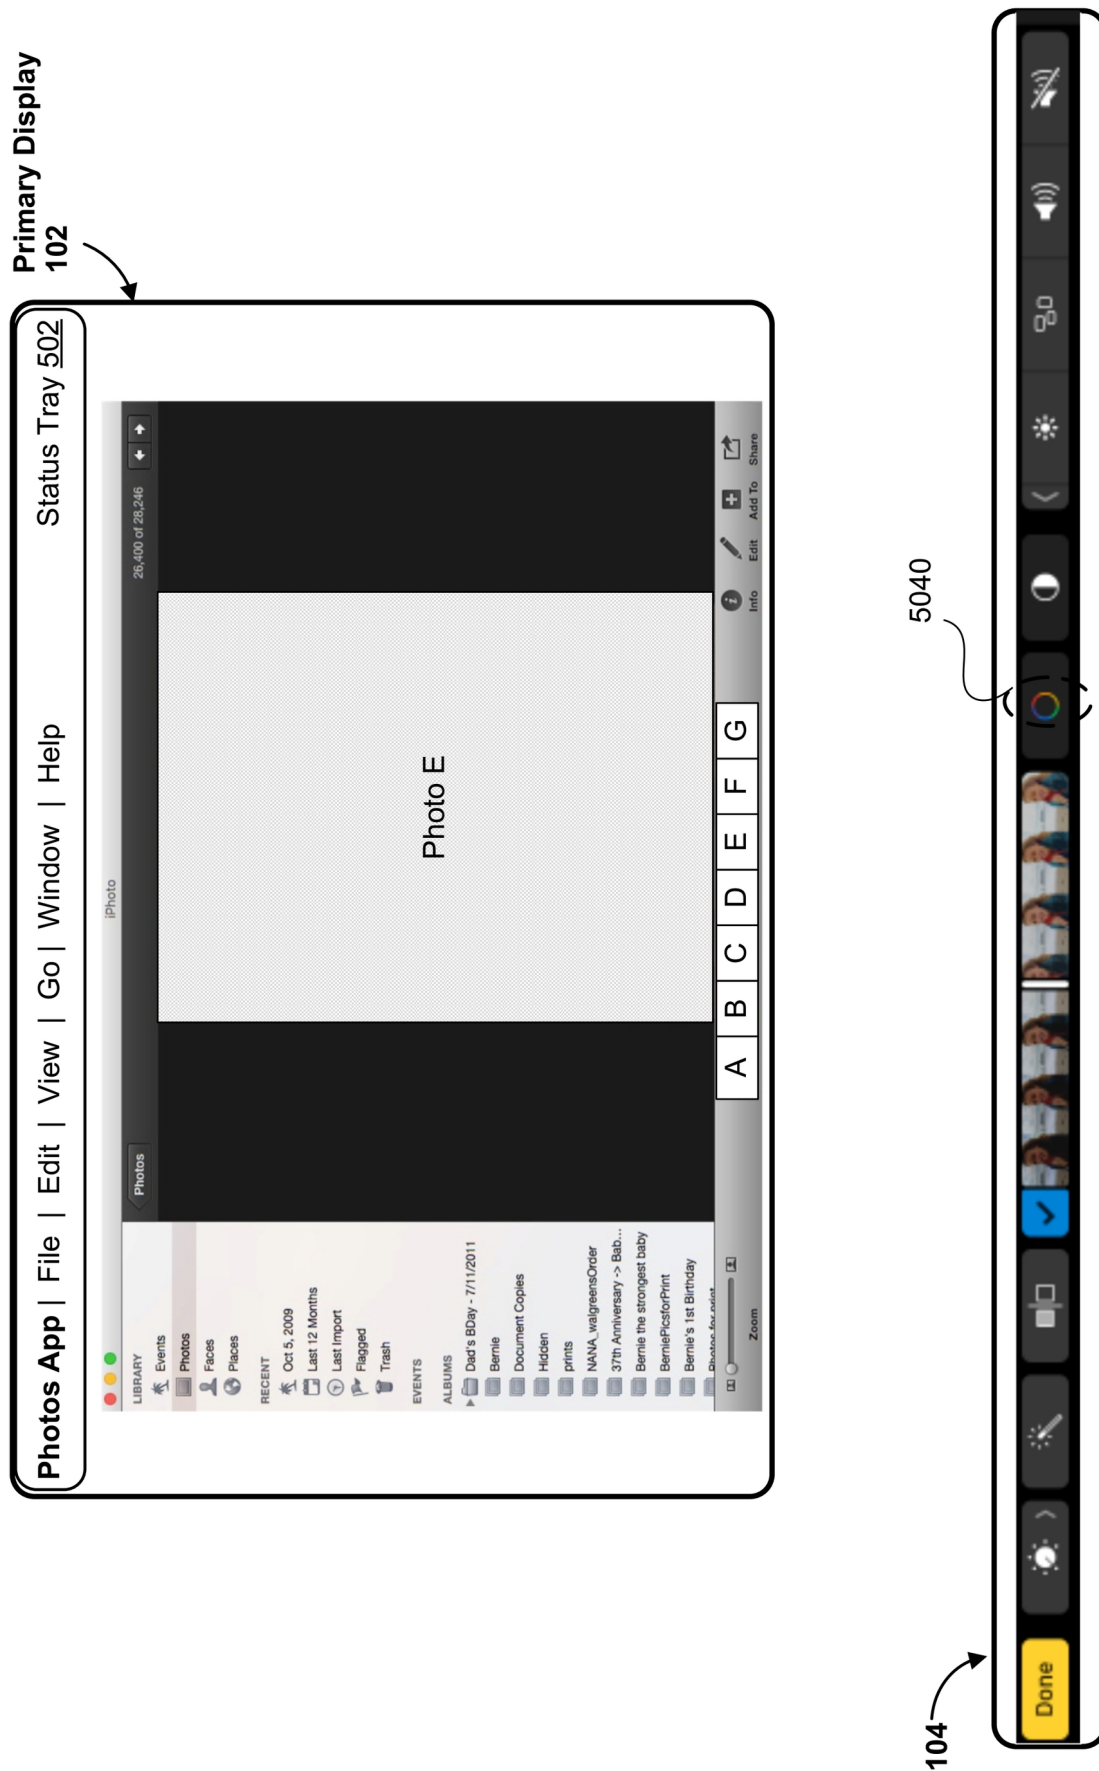 Primary Display
102
Photos App | File | Edit | View | Go | Window | Help
Status Tray 502
iPhoto
Photos
26,400 of 28,246
LIBRARY
Events
Photos
Faces
Places
RECENT
Oct 5, 2009
Last 12 Months
Last Import
Flagged
Trash
EVENTS
ALBUMS
Dad's BDay - 7/11/2011
Bernie
Document Copies
Hidden
prints
NANA_walgreensOrder
37th Anniversary -> Bab...
Bernie the strongest baby
BerniePicsforPrint
Bernie's 1st Birthday
Photos for print
Photo E
Zoom
A B C D E F G
Info
Edit
Add To
Share
5040
104
Done